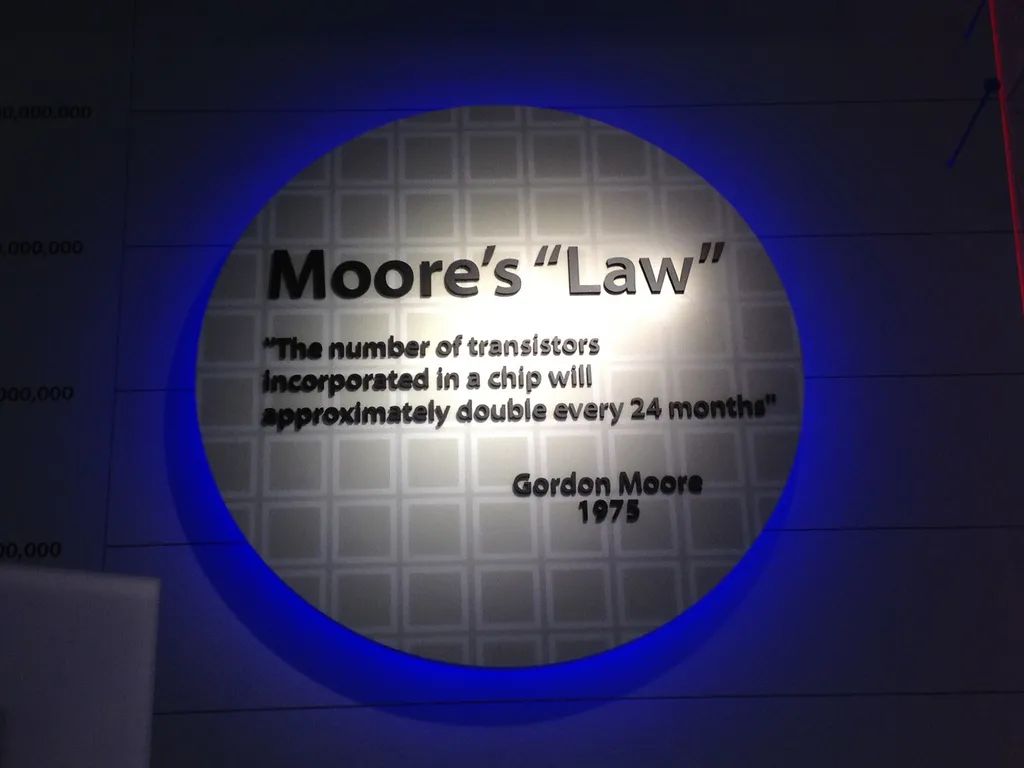 Moore's “Law”
“The number of transistors
incorporated in a chip will
approximately double every 24 months"
Gordon Moore
1975